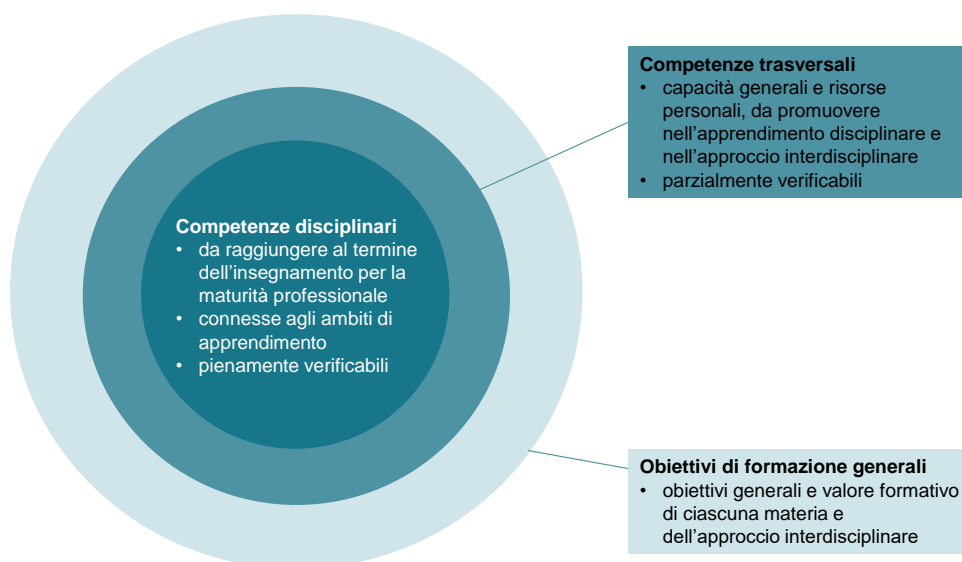 Competenze trasversali
• capacità generali e risorse
personali, da promuovere
nell'apprendimento disciplinare e
nell'approccio interdisciplinare
• parzialmente verificabili
Competenze disciplinari
• da raggiungere al termine
dell'insegnamento per la
maturità professionale
• connesse agli ambiti di
apprendimento
• pienamente verificabili
Obiettivi di formazione generali
• obiettivi generali e valore formativo
di ciascuna materia e
dell'approccio interdisciplinare